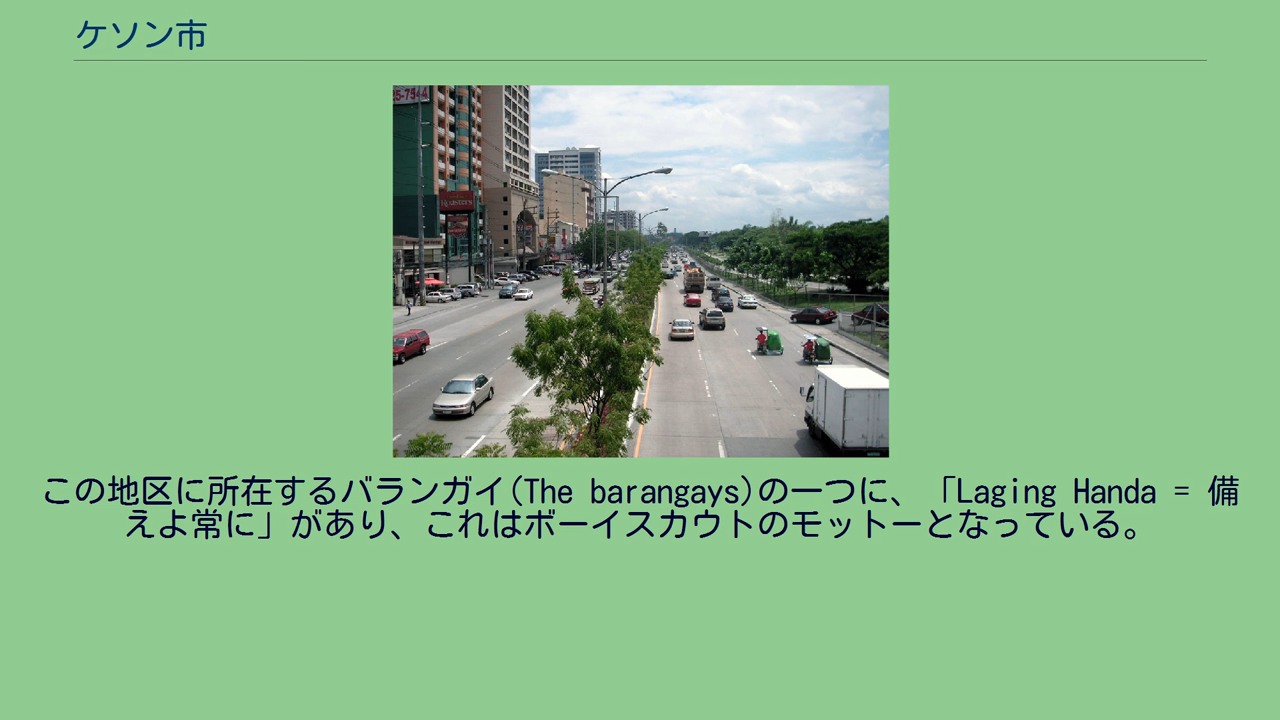 ケソン市
25-7544
この地区に所在するバランガイ(The barangays)の一つに、「Laging Handa = 備
えよ常に」があり、これはボーイスカウトのモットーとなっている。